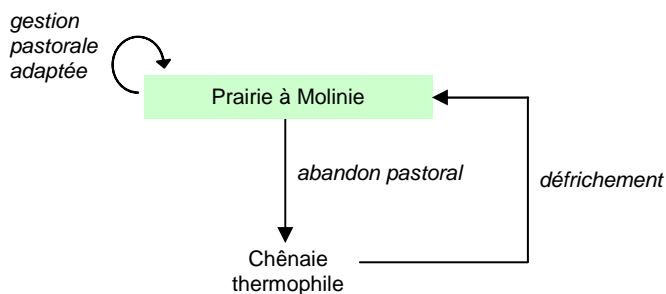 gestion
pastorale
adaptée
Prairie à Molinie
abandon pastoral
défrichement
Chênaie
thermophile